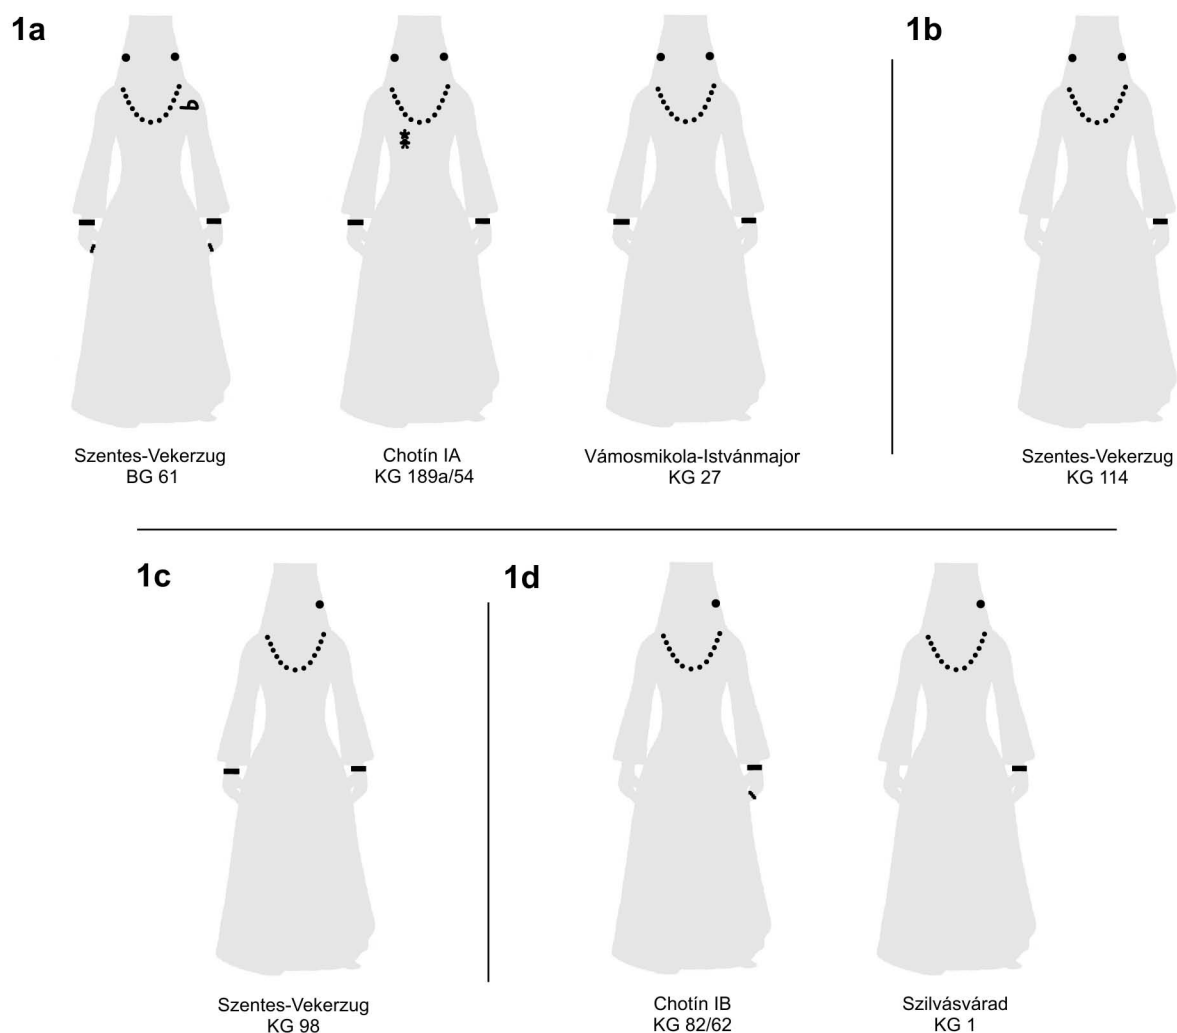 1a
1b
Szentes-Vekerzug
BG 61
Chotín IA
KG 189a/54
Vámosmikola-Istvánmajor
KG 27
Szentes-Vekerzug
KG 114
1c
1d
Szentes-Vekerzug
KG 98
Chotín IB
KG 82/62
Szilvásvárad
KG 1